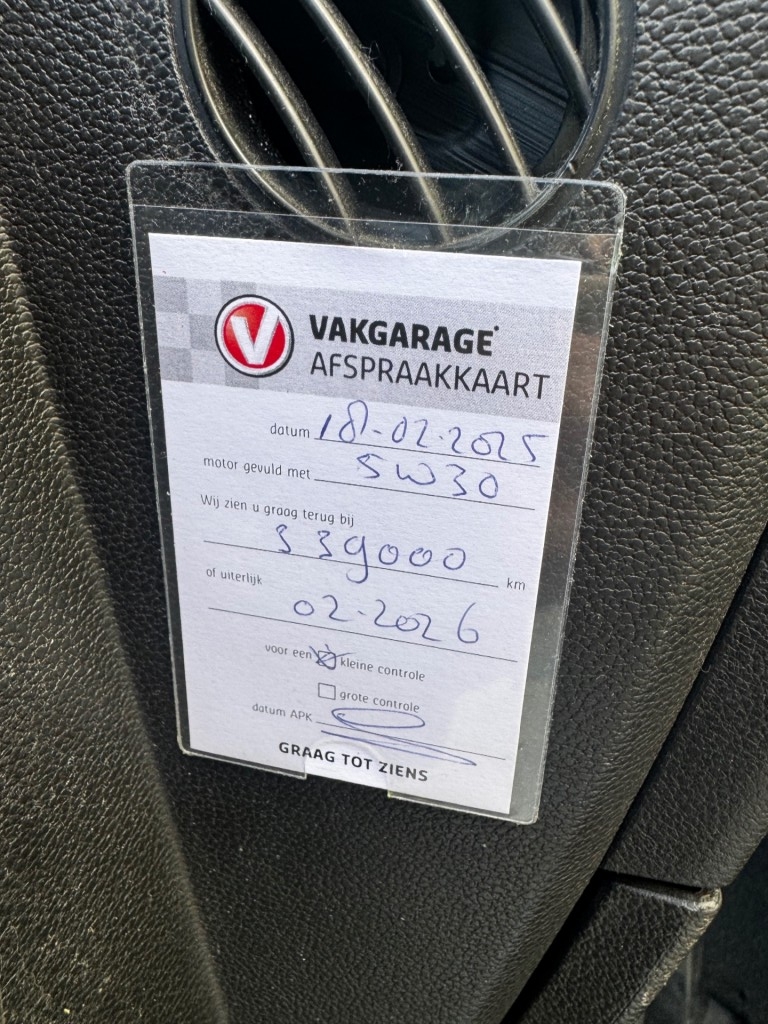 V VAKGARAGE
AFSPRAAKKAART
datum 18-02-2025
motor gevuld met 5W30
Wij zien u graag terug bij
339000 km
of uiterlijk
02-2026
voor een kleine controle
grote controle
datum APK
GRAAG TOT ZIENS